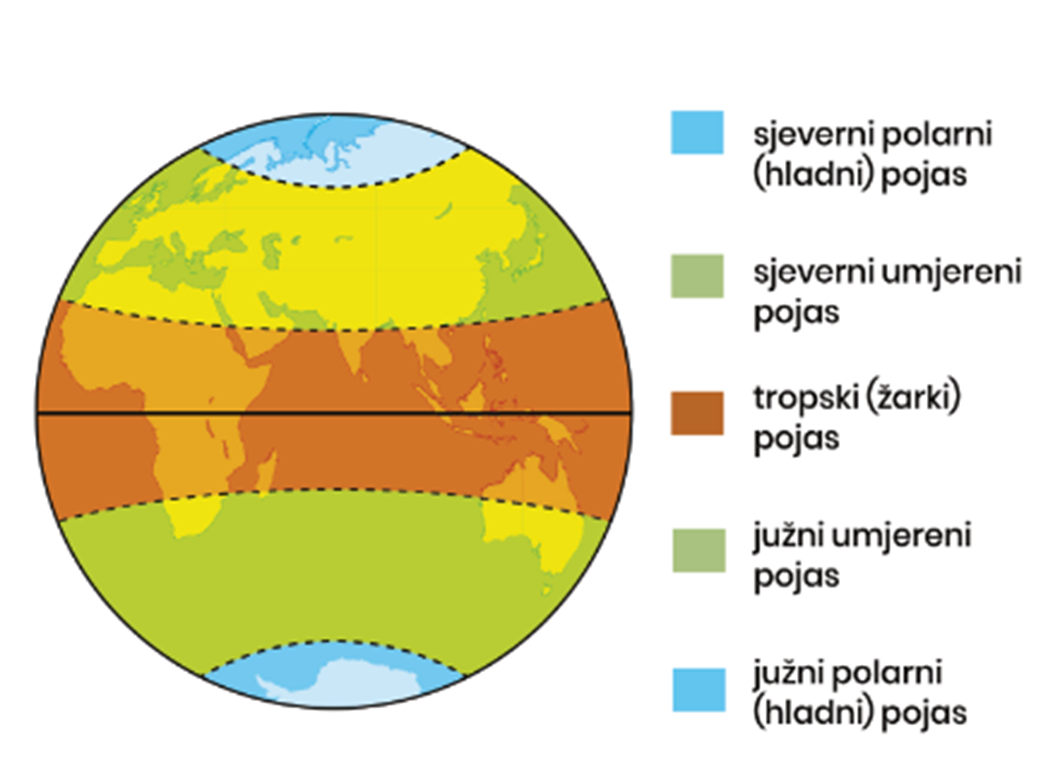 sjeverni polarni
(hladni) pojas
sjeverni umjereni
pojas
tropski (žarki)
pojas
južni umjereni
pojas
južni polarni
(hladni) pojas